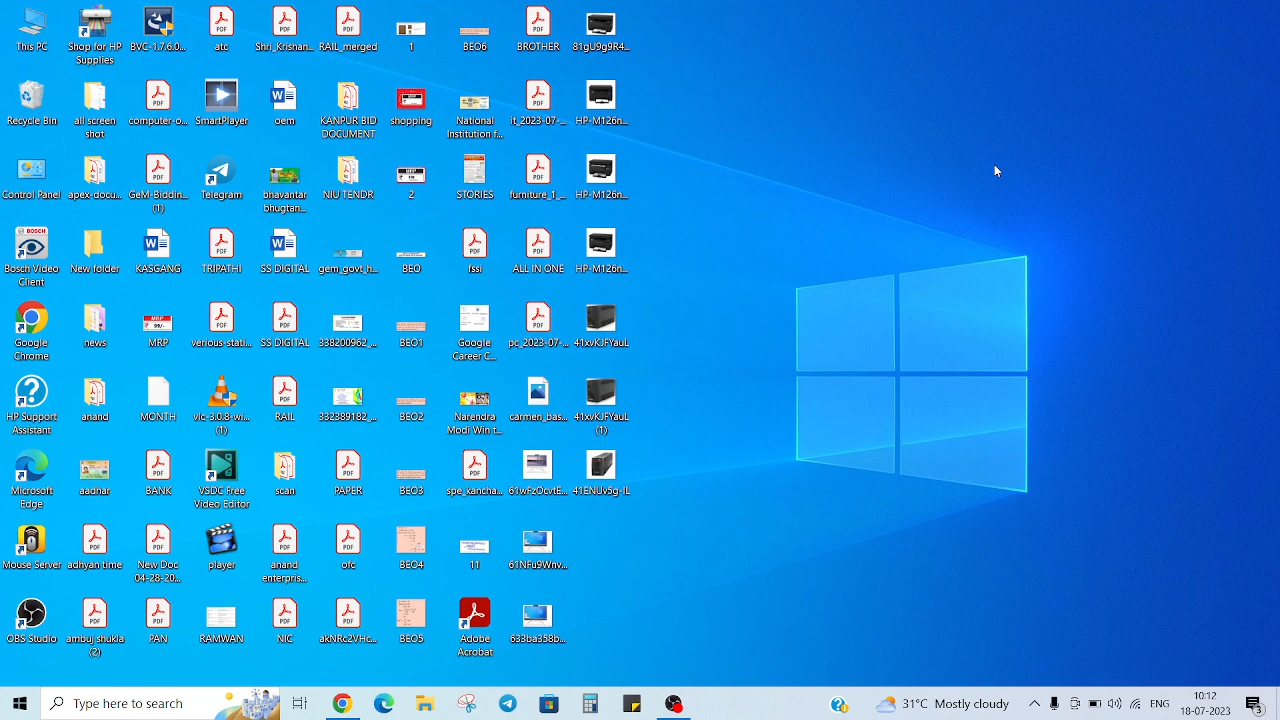 This PC
Shop for HP
Supplies
BVC-1.7.6.0...
atc
Shri_Krishan...
RAIL_merged
1
BEO6
BROTHER
81gU9g9R4...
Recycle Bin
all screen
shot
computer-o...
SmartPlayer
oem
KANPUR BID
DOCUMENT
shopping
National
Institution f...
it_2023-07-...
HP-M126n...
Control Panel
apex-docu...
GeM-Biddin...
(1)
Telegram
bhavantar
bhugtan...
NIU TENDR
2
STORIES
furniture_1_...
HP-M126n...
Bosch Video
Client
New folder
KASGANG
TRIPATHI
SS DIGITAL
gem_govt_h...
BEO
fssi
ALL IN ONE
HP-M126n...
Google
Chrome
news
MRP
verious-stati...
SS DIGITAL
338200962_...
BEO1
Google
Career C...
pc_2023-07-...
41xvKJFYauL
HP Support
Assistant
anand
MONTH
vlc-3.0.8-wi...
(1)
RAIL
332389182_...
BEO2
Narendra
Modi Win t...
carmen_bas...
41xvKJFYauL
(1)
Microsoft
Edge
aadhar
BANK
VSDC Free
Video Editor
scan
PAPER
BEO3
spe_kancha...
61wFzOcvtE...
41ENUv5g-IL
Mouse Server
adhyan time
New Doc
04-28-20...
player
anand
enterpris...
ofc
BEO4
11
61NFu9Wnv...
OBS Studio
ambuj shukla
(2)
PAN
RAMWAN
NIC
akNRc2VHc...
BEO5
Adobe
Acrobat
633ba358b...
Type here to search
31°C Mostly cloudy
ENG
10:12
18-07-2023
3